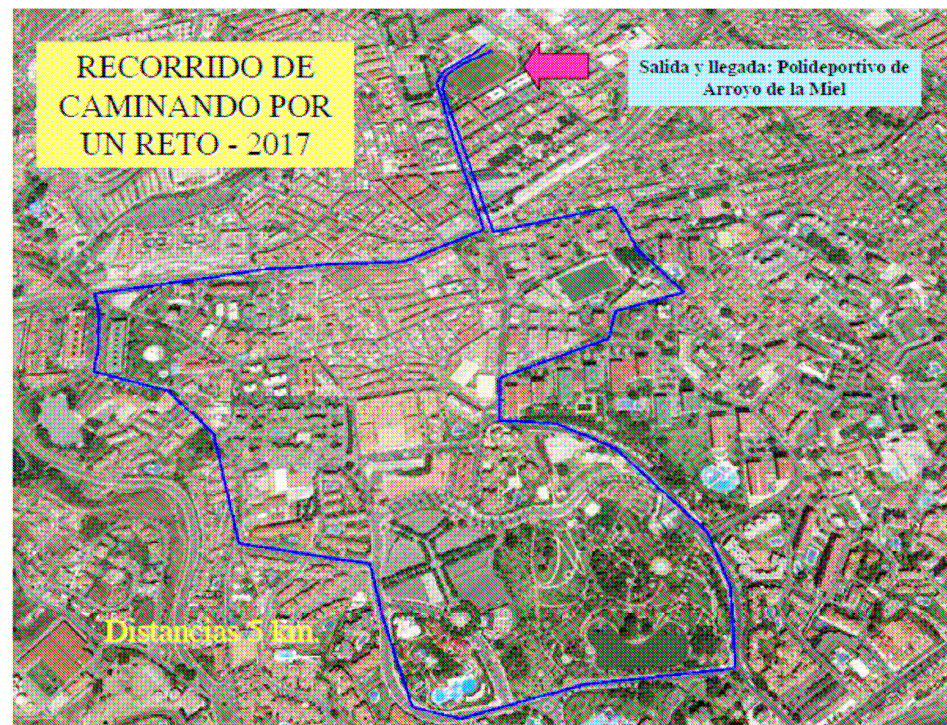 RECORRIDO DE
CAMINANDO POR
UN RETO - 2017
Salida y llegada: Polideportivo de
Arroyo de la Miel
Distancias 5 km.